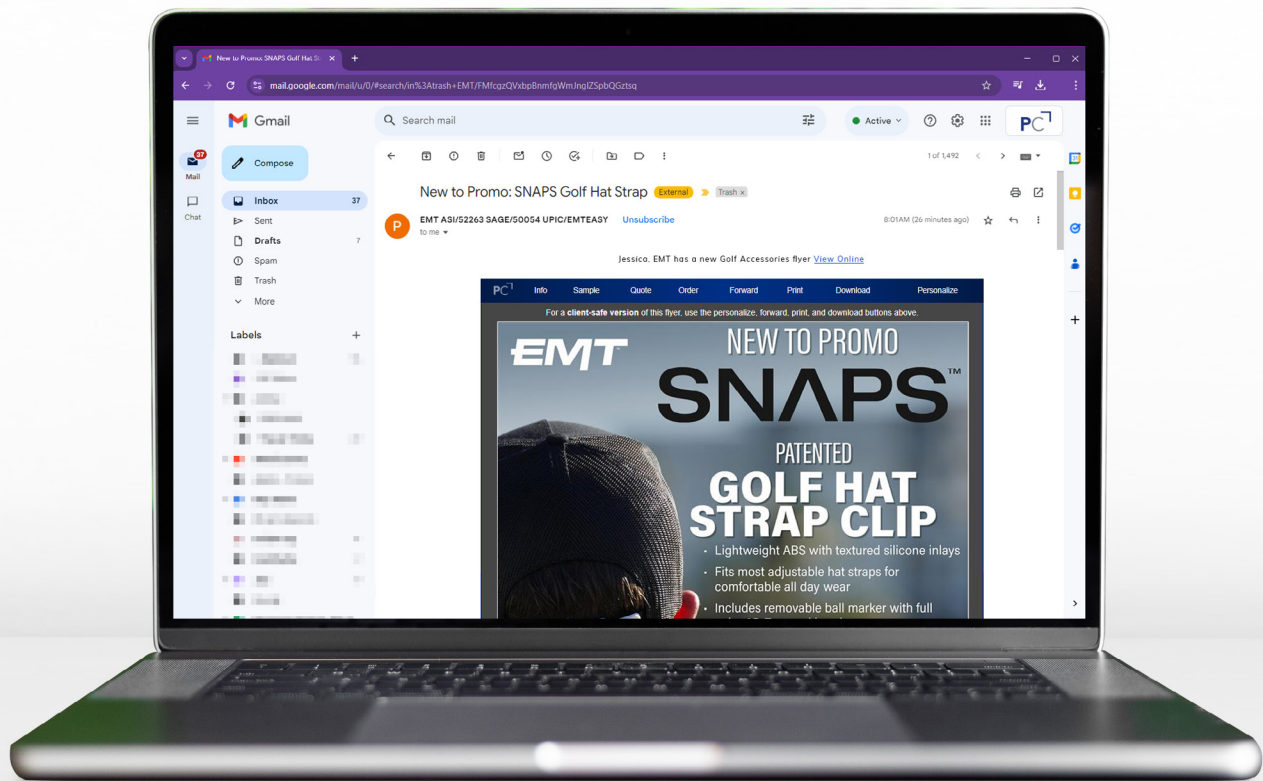 New to Promo: SNAPS Golf Hat St
mail.google.com/mail/u/0/#search/in%3Atrash+EMT/FMfcgzQVxbpBnmfgWmJnglZSpbQGztsq
Gmail
Search mail
Active
PC
37
Mail
Chat
Compose
1 of 1,492
Inbox 37
Sent
Drafts 7
Spam
Trash
More
Labels
New to Promo: SNAPS Golf Hat Strap External Trash x
P
EMT ASI/52263 SAGE/50054 UPIC/EMTEASY Unsubscribe 8:01AM (26 minutes ago)
to me
Jessica, EMT has a new Golf Accessories flyer View Online
PC Info Sample Quote Order Forward Print Download Personalize
For a client-safe version of this flyer, use the personalize, forward, print, and download buttons above.
EMT
NEW TO PROMO
SNAPS™
PATENTED
GOLF HAT
STRAP CLIP
• Lightweight ABS with textured silicone inlays
• Fits most adjustable hat straps for
comfortable all day wear
• Includes removable ball marker with full